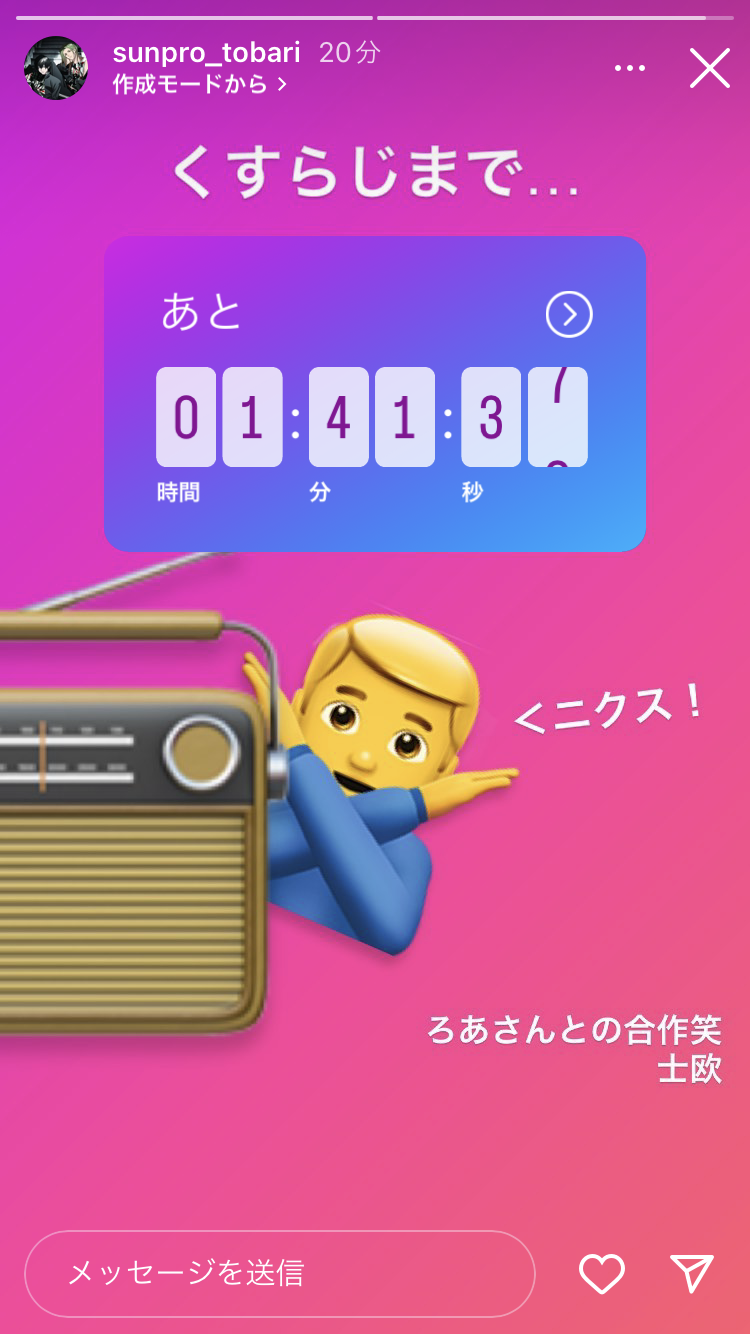 sunpro_tobari 20分
作成モードから >
くすらじまで...
あと
01:41:37
時間 分 秒
<ニクス！
ろあさんとの合作笑
士欧
メッセージを送信